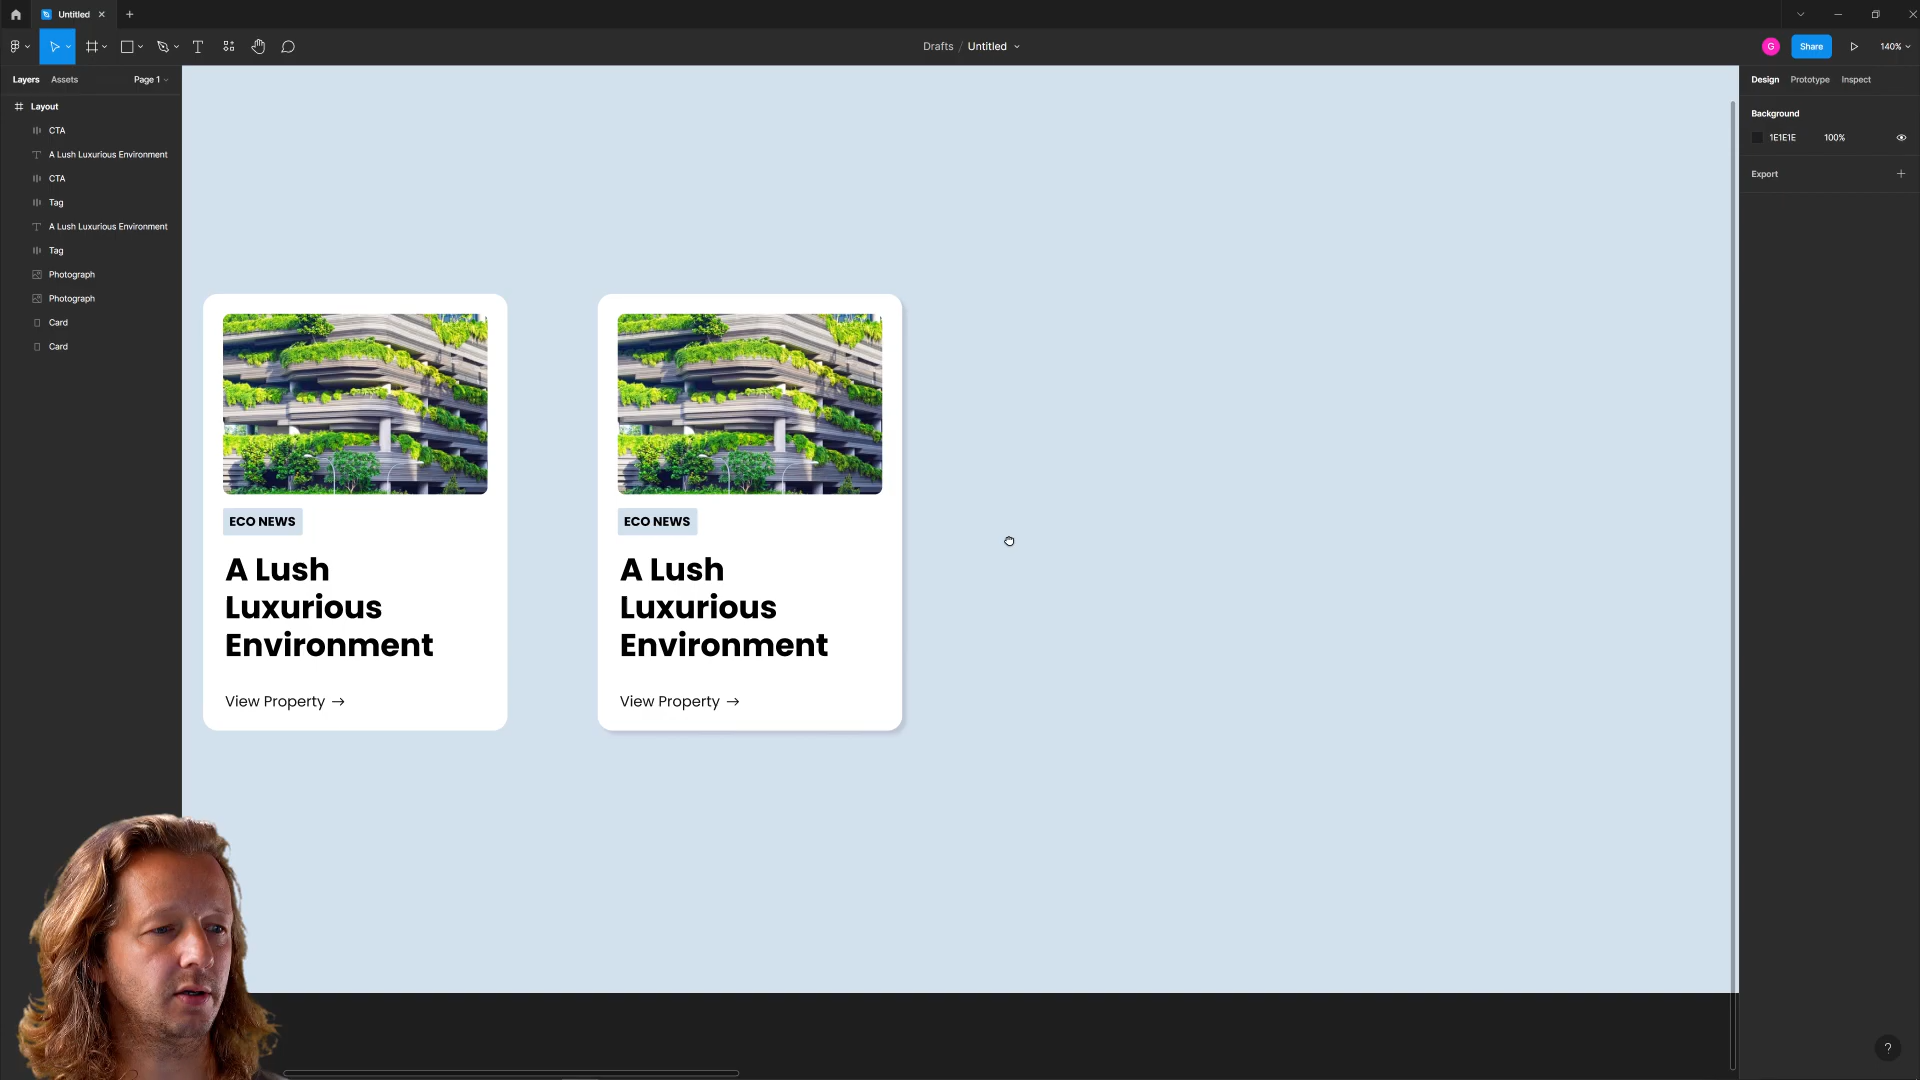 Untitled
Drafts / Untitled
G
Share
140%
Layers
Assets
Page 1
Design
Prototype
Inspect
Layout
CTA
A Lush Luxurious Environment
CTA
Tag
A Lush Luxurious Environment
Tag
Photograph
Photograph
Card
Card
Background
1E1E1E
100%
Export
ECO NEWS
A Lush
Luxurious
Environment
View Property →
ECO NEWS
A Lush
Luxurious
Environment
View Property →
?